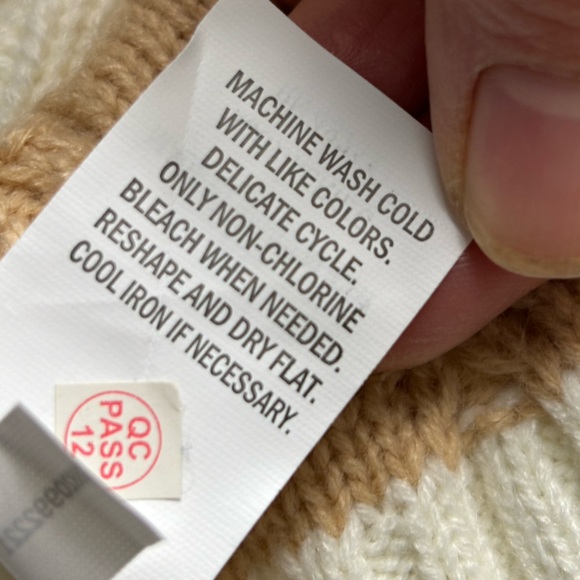 MACHINE WASH COLD
WITH LIKE COLORS.
DELICATE CYCLE.
ONLY NON-CHLORINE
BLEACH WHEN NEEDED.
RESHAPE AND DRY FLAT.
COOL IRON IF NECESSARY.
QC
PASS
12